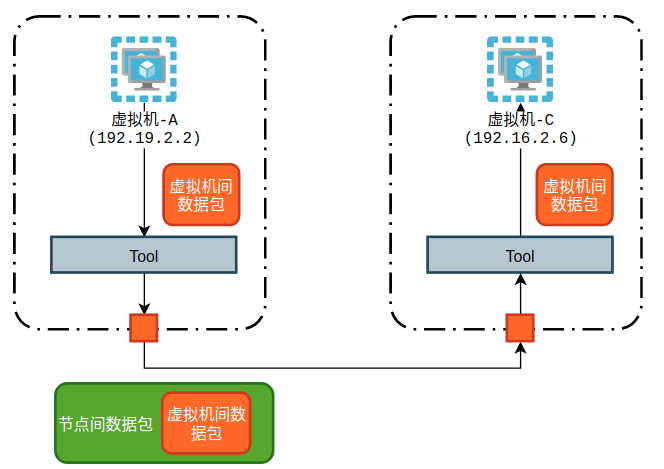 虚拟机-A
(192.19.2.2)
虚拟机-C
(192.16.2.6)
虚拟机间
数据包
虚拟机间
数据包
Tool
Tool
节点间数据包
虚拟机间数
据包